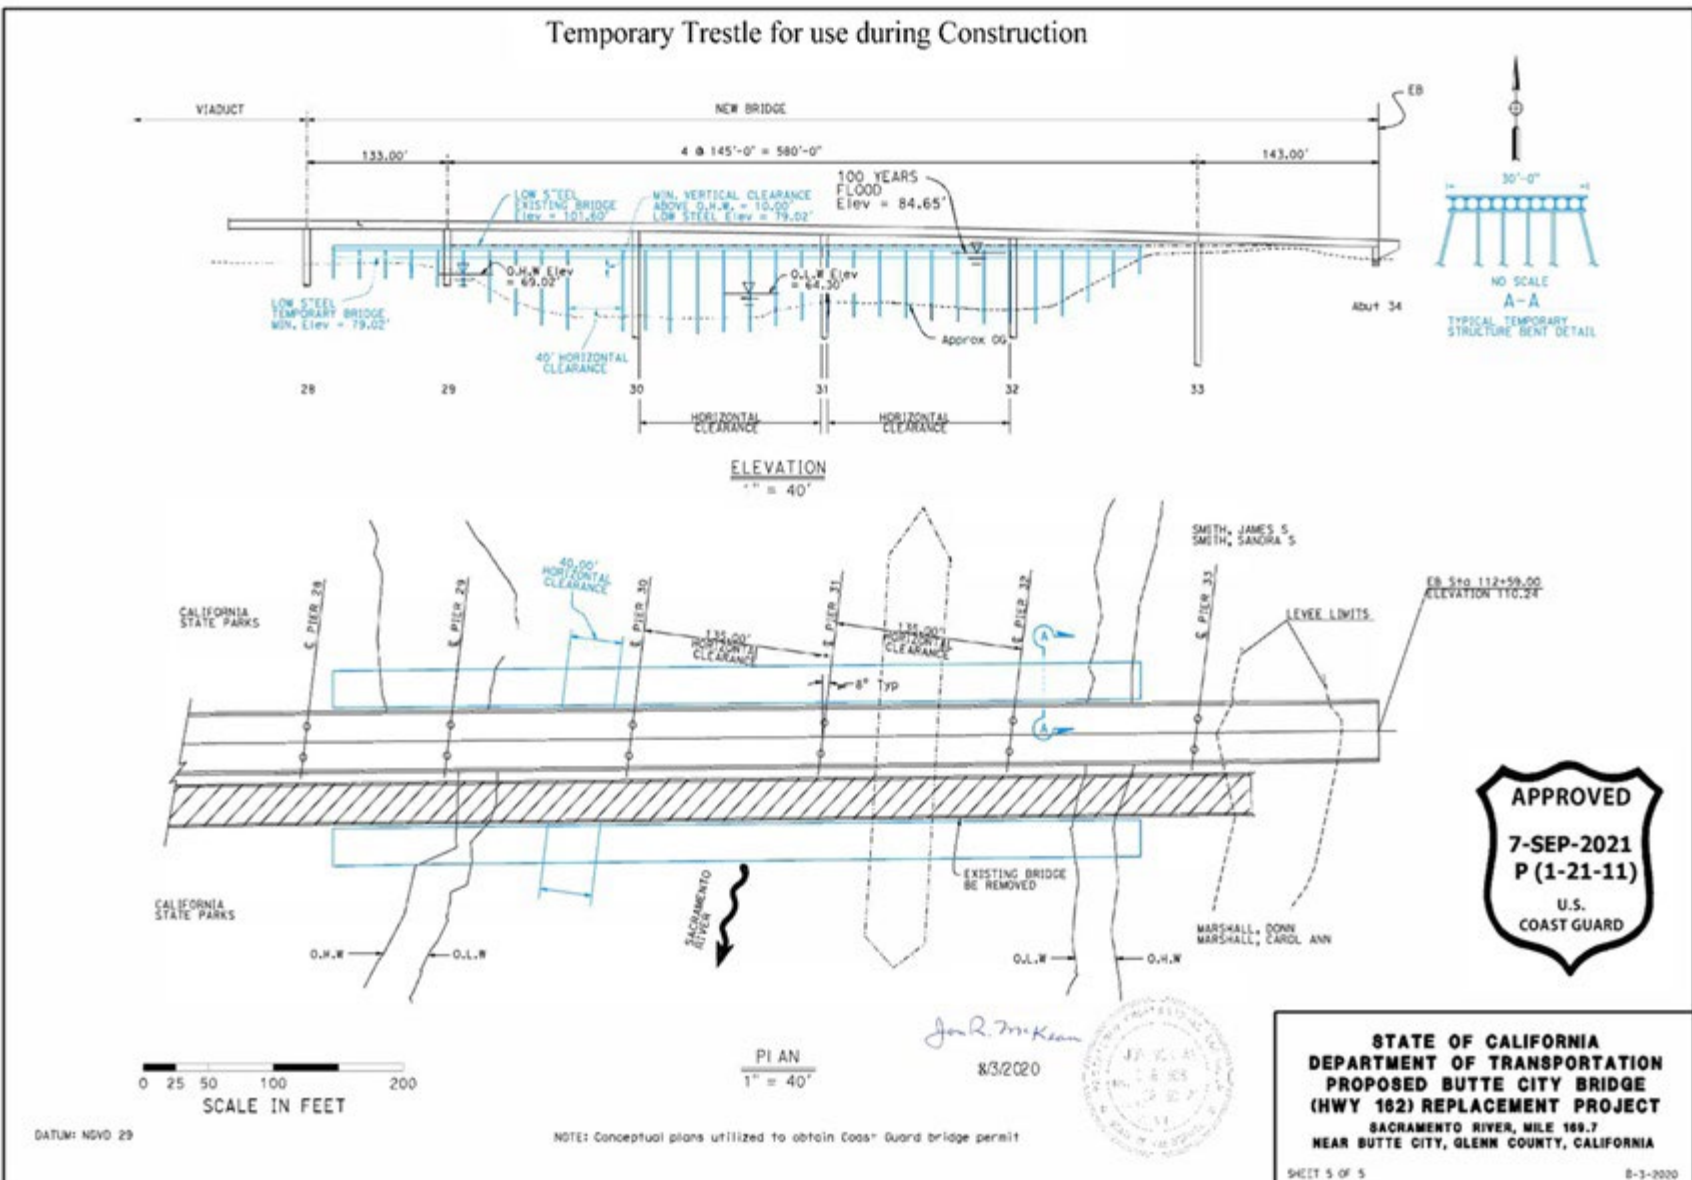 Temporary Trestle for use during Construction
VIADUCT
NEW BRIDGE
EB
133.00'
4 @ 145'-0" = 580'-0"
143.00'
LOW STEEL
EXISTING BRIDGE
Elev = 101.60'
MIN. VERTICAL CLEARANCE
ABOVE O.H.W. = 10.00'
LOW STEEL Elev = 79.02'
100 YEARS
FLOOD
Elev = 84.65'
30'-0"
O.H.W Elev
= 69.02'
O.L.W Elev
= 64.30'
LOW STEEL
TEMPORARY BRIDGE
MIN. Elev = 79.02'
40' HORIZONTAL
CLEARANCE
Approx OG
Abut 34
NO SCALE
A-A
TYPICAL TEMPORARY
STRUCTURE BENT DETAIL
28
29
30
31
32
33
HORIZONTAL
CLEARANCE
HORIZONTAL
CLEARANCE
ELEVATION
1" = 40'
SMITH, JAMES S
SMITH, SANDRA S
CALIFORNIA
STATE PARKS
℄ PIER 28
℄ PIER 29
40.00'
HORIZONTAL
CLEARANCE
℄ PIER 30
135.00'
HORIZONTAL
CLEARANCE
℄ PIER 31
135.00'
HORIZONTAL
CLEARANCE
℄ PIER 32
A
A
℄ PIER 33
LEVEE LIMITS
EB Sta 112+59.00
ELEVATION 110.24
8° Typ
EXISTING BRIDGE
BE REMOVED
SACRAMENTO
RIVER
CALIFORNIA
STATE PARKS
MARSHALL, DONN
MARSHALL, CAROL ANN
O.H.W
O.L.W
O.L.W
O.H.W
APPROVED
7-SEP-2021
P (1-21-11)
U.S.
COAST GUARD
Jon R. McKean
8/3/2020
PLAN
1" = 40'
0 25 50 100 200
SCALE IN FEET
DATUM: NGVD 29
NOTE: Conceptual plans utilized to obtain Coast Guard bridge permit
STATE OF CALIFORNIA
DEPARTMENT OF TRANSPORTATION
PROPOSED BUTTE CITY BRIDGE
(HWY 162) REPLACEMENT PROJECT
SACRAMENTO RIVER, MILE 169.7
NEAR BUTTE CITY, GLENN COUNTY, CALIFORNIA
SHEET 5 OF 5
8-3-2020